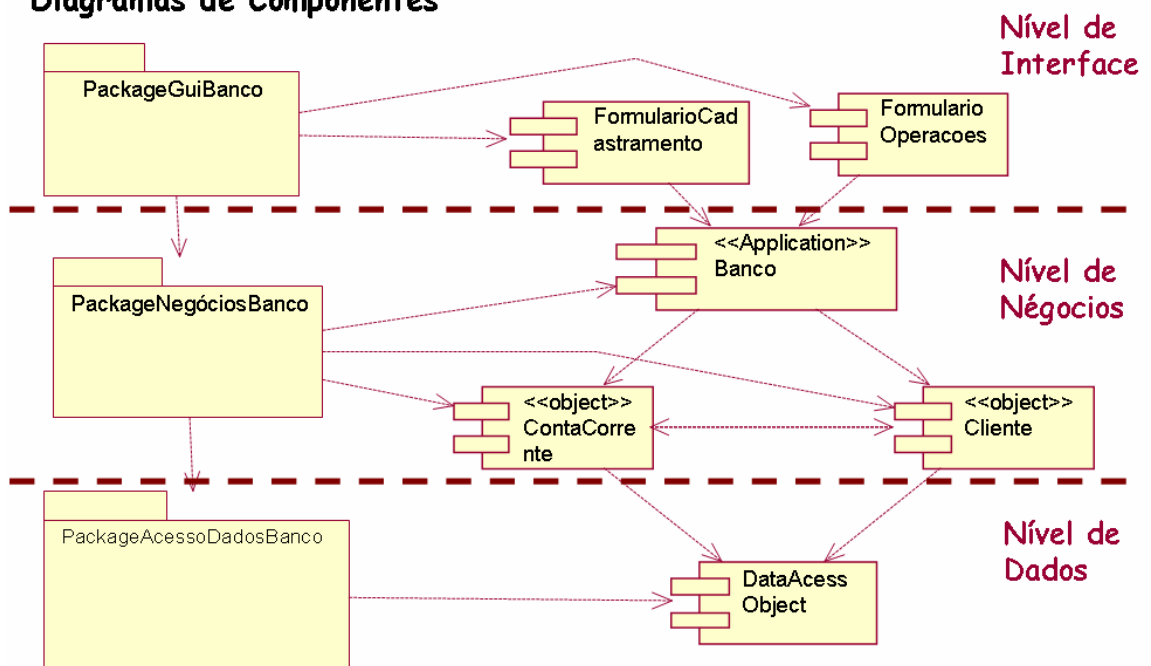 Diagramas de Componentes
Nível de
Interface
PackageGuiBanco
FormularioCad
astramento
Formulario
Operacoes
<<Application>>
Banco
Nível de
Négocios
PackageNegóciosBanco
<<object>>
ContaCorre
nte
<<object>>
Cliente
PackageAcessoDadosBanco
Nível de
Dados
DataAcess
Object